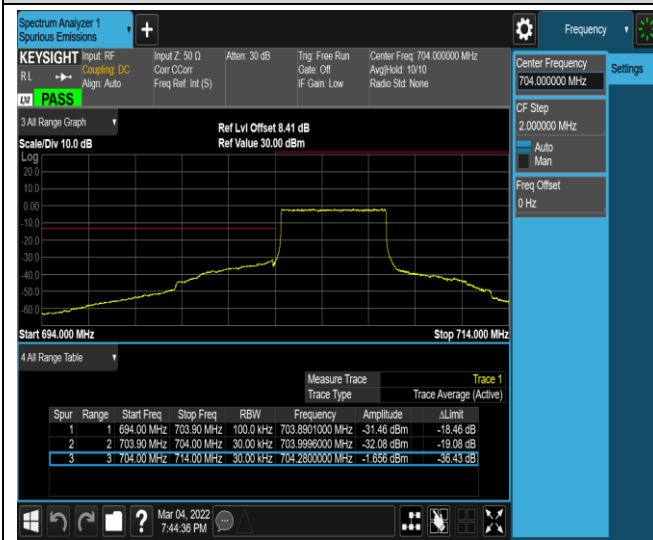 Spectrum Analyzer 1
Spurious Emissions
Frequency
KEYSIGHT Input: RF Input Z: 50 Ω Atten: 30 dB Trig: Free Run Center Freq: 704.000000 MHz
RL Coupling: DC Corr CCorr Gate: Off Avg|Hold: 10/10
Align: Auto Freq Ref: Int (S) IF Gain: Low Radio Std: None
LXI PASS
Center Frequency
704.000000 MHz
Settings
CF Step
2.000000 MHz
Auto
Man
Freq Offset
0 Hz
3 All Range Graph
Ref Lvl Offset 8.41 dB
Scale/Div 10.0 dB Ref Value 30.00 dBm
Log
20.0
10.0
0.00
-10.0
-20.0
-30.0
-40.0
-50.0
-60.0
Start 694.000 MHz Stop 714.000 MHz
4 All Range Table
Measure Trace Trace 1
Trace Type Trace Average (Active)
Spur Range Start Freq Stop Freq RBW Frequency Amplitude ΔLimit
1 1 694.00 MHz 703.90 MHz 100.0 kHz 703.8901000 MHz -31.46 dBm -18.46 dB
2 2 703.90 MHz 704.00 MHz 30.00 kHz 703.9996000 MHz -32.08 dBm -19.08 dB
3 3 704.00 MHz 714.00 MHz 30.00 kHz 704.2800000 MHz -1.656 dBm -36.43 dB
Mar 04, 2022
7:44:36 PM